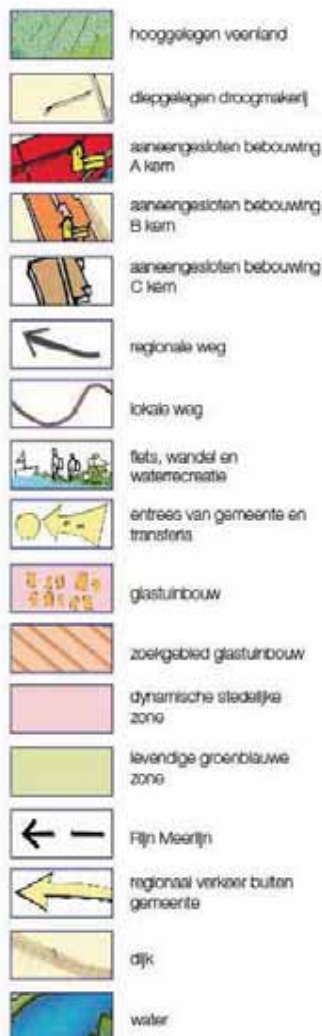 hooggelegen veenland
diepgelegen droogmakerij
aaneengesloten bebouwing
A kern
aaneengesloten bebouwing
B kern
aaneengesloten bebouwing
C kern
regionale weg
lokale weg
fiets, wandel en
waterrecreatie
entrees van gemeente en
transferia
glastuinbouw
zoekgebied glastuinbouw
dynamische stedelijke
zone
levendige groenblauwe
zone
Rijn Meerlijn
regionaal verkeer buiten
gemeente
dijk
water